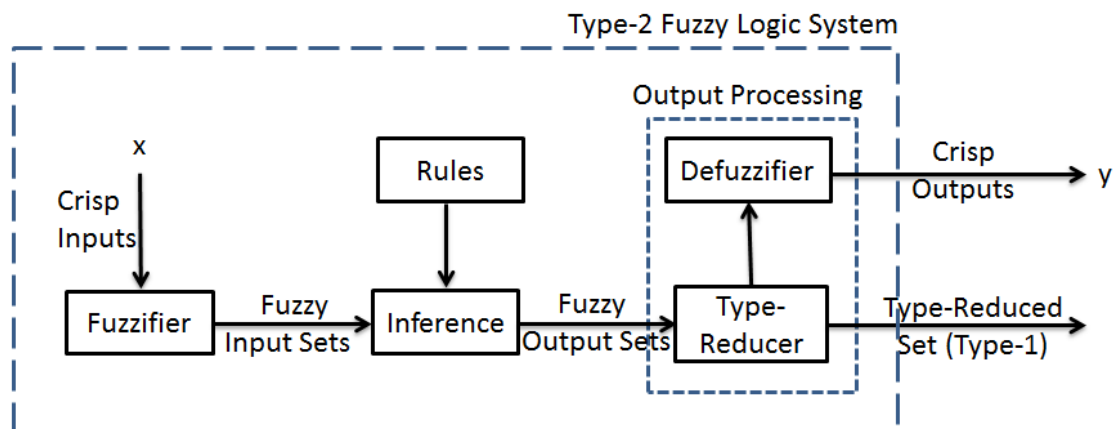 Type-2 Fuzzy Logic System
Output Processing
x
Rules
Defuzzifier
Crisp
Outputs
y
Crisp
Inputs
Fuzzifier
Fuzzy
Input Sets
Inference
Fuzzy
Output Sets
Type-
Reducer
Type-Reduced
Set (Type-1)